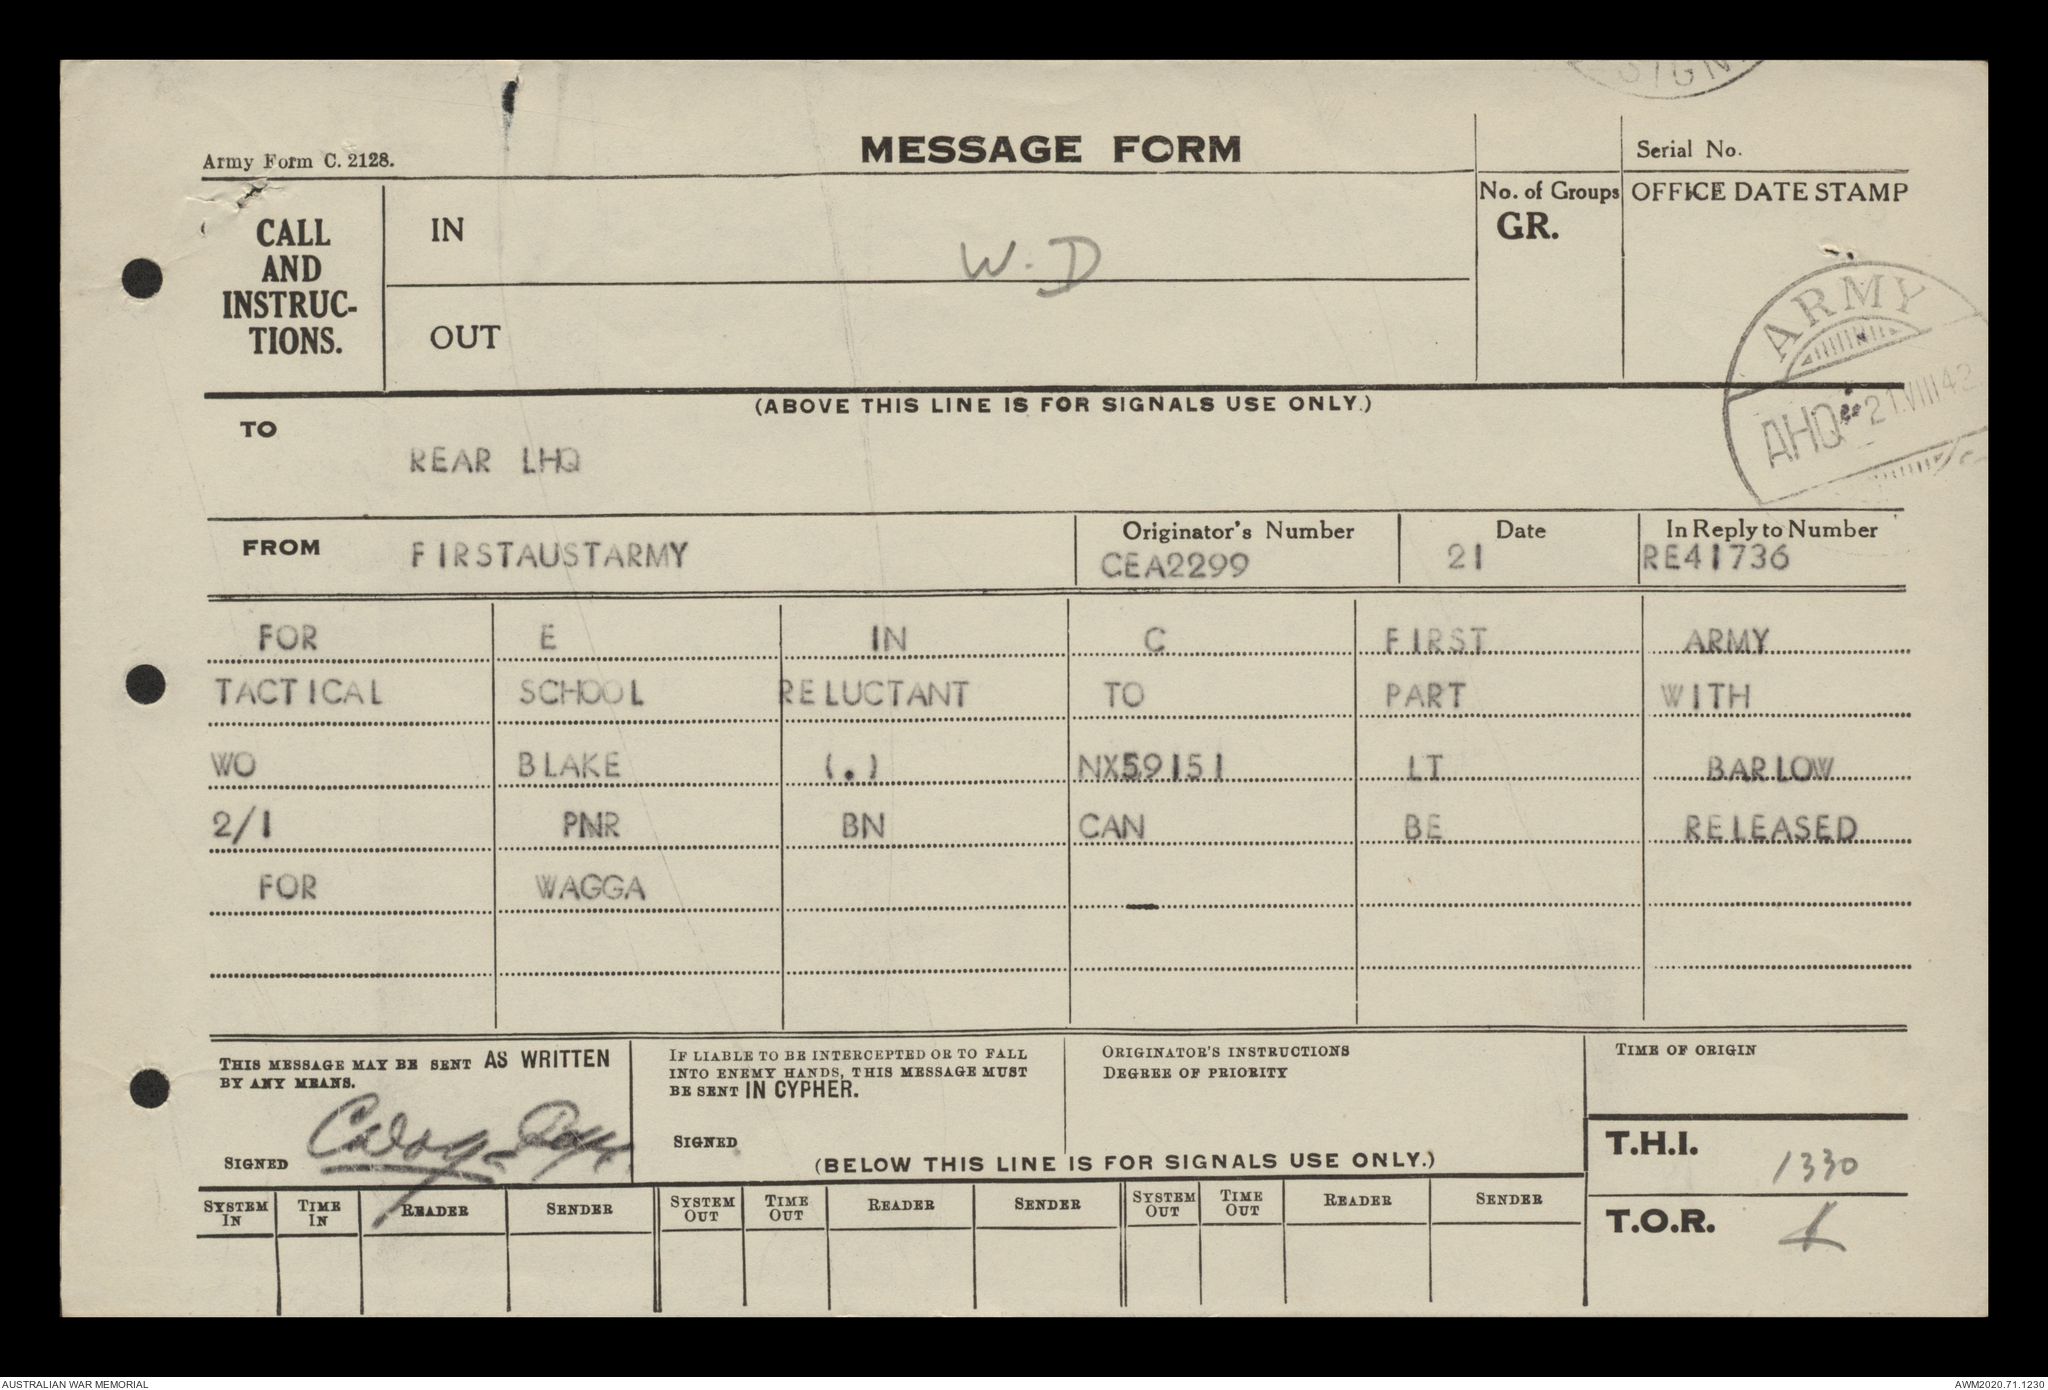 SIGN
Army Form C. 2128.
MESSAGE FORM
Serial No.
CALL AND INSTRUC- TIONS.
IN
W.D
No. of Groups
GR.
OFFICE DATE STAMP
OUT
ARMY
AHQ 21.VIII 42
(ABOVE THIS LINE IS FOR SIGNALS USE ONLY.)
TO
REAR LHQ
FROM FIRSTAUSTARMY
Originator's Number
CEA2299
Date
21
In Reply to Number
RE41736
FOR E IN C FIRST ARMY
TACTICAL SCHOOL RELUCTANT TO PART WITH
WO BLAKE (.) NX59151 LT BARLOW
2/1 PNR BN CAN BE RELEASED
FOR WAGGA
THIS MESSAGE MAY BE SENT AS WRITTEN
BY ANY MEANS.
SIGNED
IF LIABLE TO BE INTERCEPTED OR TO FALL
INTO ENEMY HANDS, THIS MESSAGE MUST
BE SENT IN CYPHER.
SIGNED
ORIGINATOR'S INSTRUCTIONS
DEGREE OF PRIORITY
TIME OF ORIGIN
(BELOW THIS LINE IS FOR SIGNALS USE ONLY.)
T.H.I. 1330
T.O.R.
SYSTEM IN TIME IN READER SENDER SYSTEM OUT TIME OUT READER SENDER SYSTEM OUT TIME OUT READER SENDER
AUSTRALIAN WAR MEMORIAL
AWM2020.71.1230